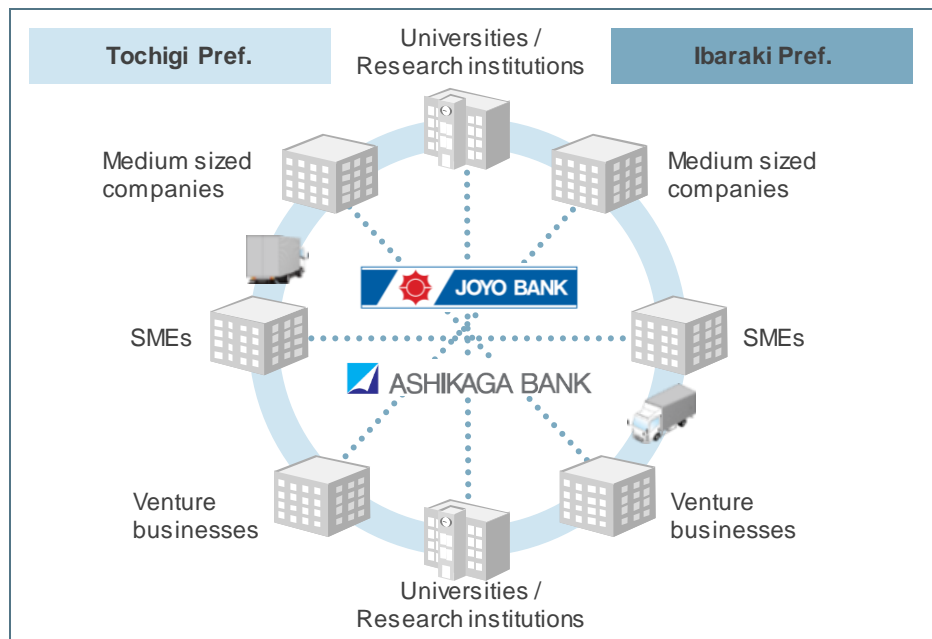 Universities /
Research institutions
Tochigi Pref.
Ibaraki Pref.
Medium sized
companies
Medium sized
companies
JOYO BANK
SMEs
SMEs
ASHIKAGA BANK
Venture
businesses
Venture
businesses
Universities /
Research institutions